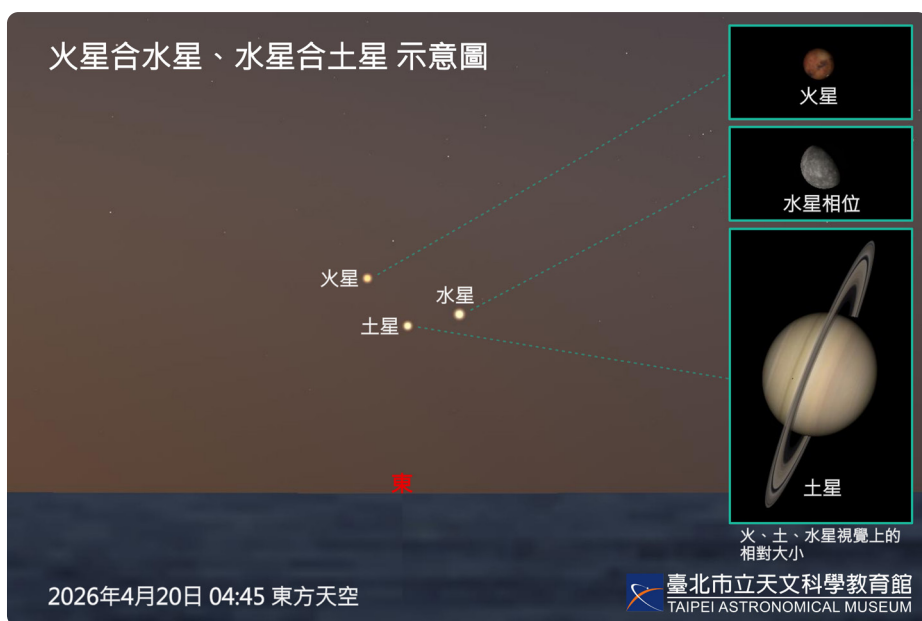 火星合水星、水星合土星 示意圖
火星
水星相位
火星
水星
土星
土星
東
火、土、水星視覺上的
相對大小
2026年4月20日 04:45 東方天空
臺北市立天文科學教育館
TAIPEI ASTRONOMICAL MUSEUM